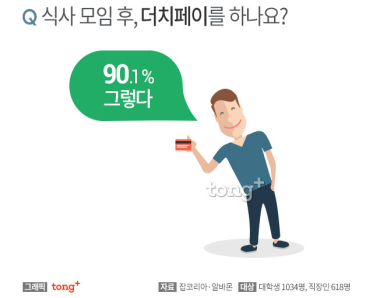 Q 식사 모임 후, 더치페이를 하나요?
90.1%
그렇다
tong+
그래픽 tong+ 자료 잡코리아·알바몬 대상 대학생 1034명, 직장인 618명